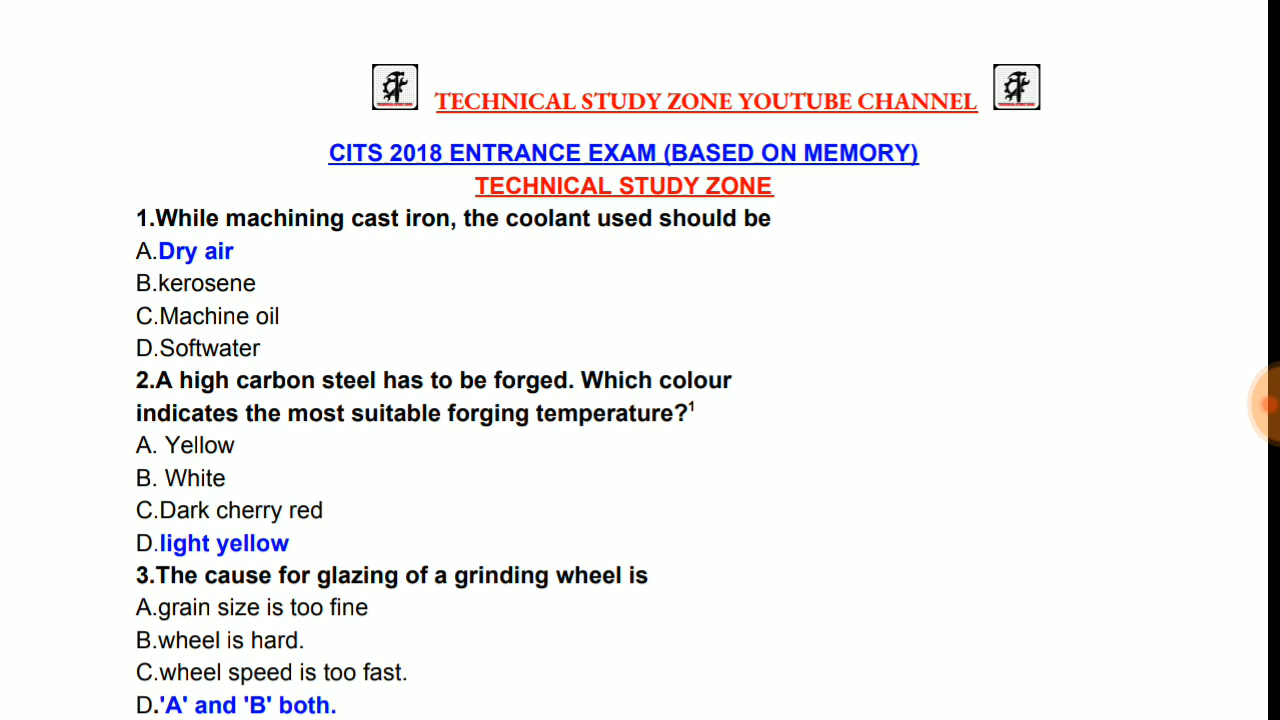 TECHNICAL STUDY ZONE YOUTUBE CHANNEL
CITS 2018 ENTRANCE EXAM (BASED ON MEMORY)
TECHNICAL STUDY ZONE
1.While machining cast iron, the coolant used should be
A.Dry air
B.kerosene
C.Machine oil
D.Softwater
2.A high carbon steel has to be forged. Which colour
indicates the most suitable forging temperature?¹
A. Yellow
B. White
C.Dark cherry red
D.light yellow
3.The cause for glazing of a grinding wheel is
A.grain size is too fine
B.wheel is hard.
C.wheel speed is too fast.
D.'A' and 'B' both.